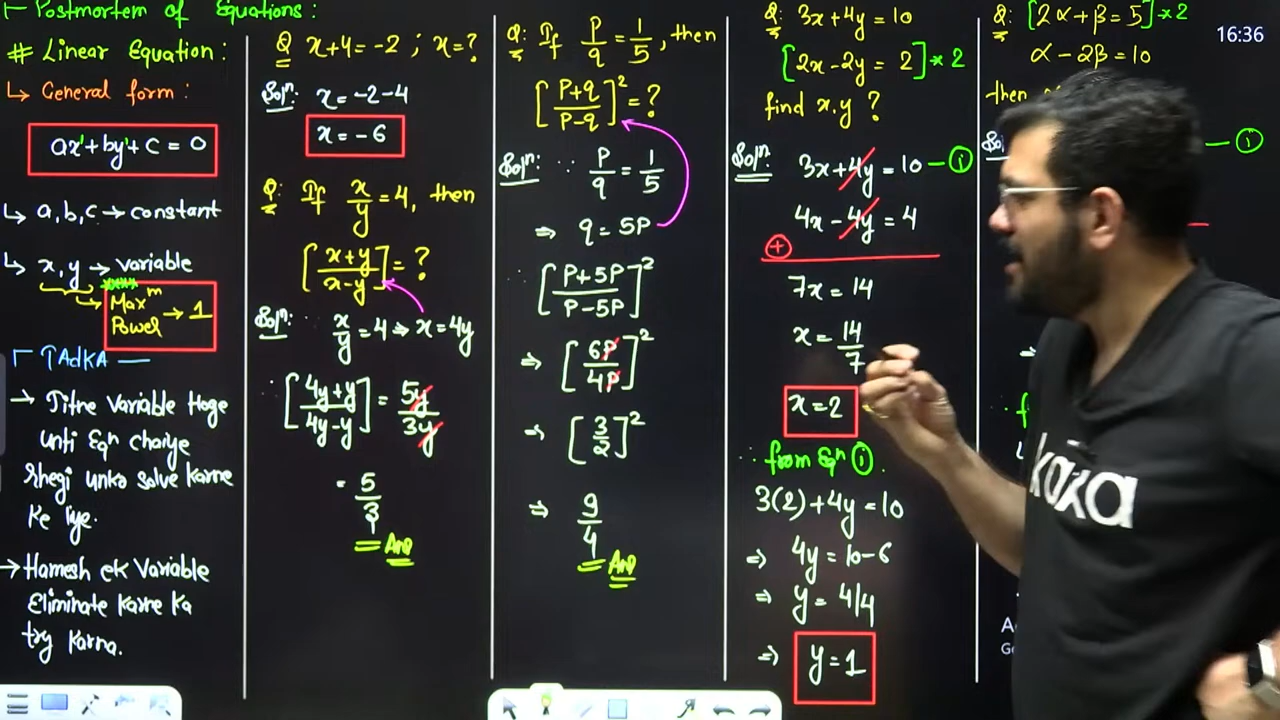 Postmortem of Equations :
# Linear Equation :
↳ General form :
ax¹+by¹+c = 0
↳ a,b,c → constant
↳ x,y → variable
Maxᵐ Power → 1
TAdKA —
→ Jitne Variable Hoge
Unti Eqⁿ chaiye
Rhegi unko solve karne
Ke liye.
→ Hamesh ek Variable
Eliminate Karne Ka
try Karna.
Q x+4=-2 ; x=?
Solⁿ: x=-2-4
x=-6
Q: If x/y=4, then
[x+y/x-y]=?
Solⁿ: x/y=4 → x=4y
∴ [4y+y/4y-y] = 5y/3y
= 5/3
Ans
Q: If P/q=1/5, then
[P+q/P-q]²=?
Solⁿ: ∵ P/q=1/5
⇒ q=5P
∴ [P+5P/P-5P]²
⇒ [6P/4P]²
⇒ [3/2]²
⇒ 9/4
Ans
Q: 3x+4y=10
[2x-2y=2]×2
find x,y ?
Solⁿ: 3x+4y=10 — (i)
4x-4y=4
+
7x=14
x=14/7
x=2
∴ from Eqⁿ (i).
3(2)+4y=10
⇒ 4y=10-6
⇒ y=4/4
⇒ y=1
Q: [2α+β=5]×2
α-2β=10
then
— (i)
16:36
kaksa